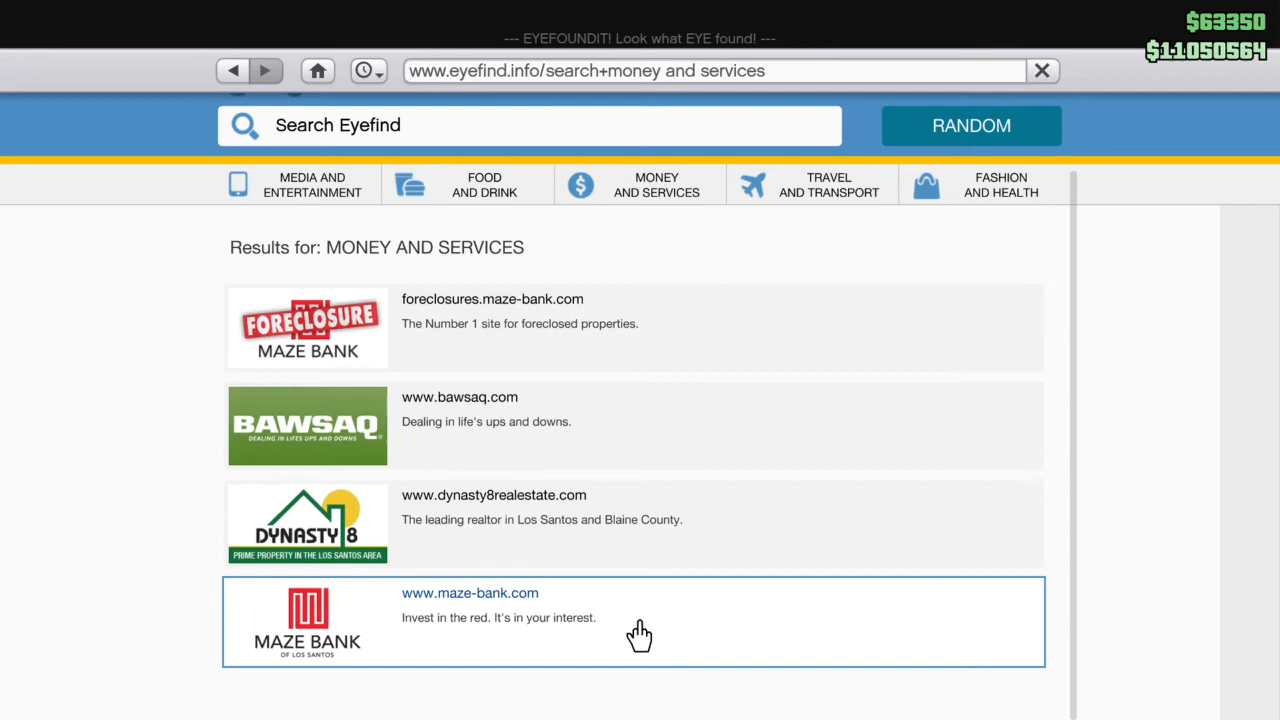 $63350
--- EYEFOUNDIT! Look what EYE found! ---
$11050564
www.eyefind.info/search+money and services
Search Eyefind
RANDOM
MEDIA AND
ENTERTAINMENT
FOOD
AND DRINK
MONEY
AND SERVICES
TRAVEL
AND TRANSPORT
FASHION
AND HEALTH
Results for: MONEY AND SERVICES
FORECLOSURE
MAZE BANK
foreclosures.maze-bank.com
The Number 1 site for foreclosed properties.
BAWSAQ
DEALING IN LIFES UPS AND DOWNS
www.bawsaq.com
Dealing in life's ups and downs.
DYNASTY 8
PRIME PROPERTY IN THE LOS SANTOS AREA
www.dynasty8realestate.com
The leading realtor in Los Santos and Blaine County.
MAZE BANK
OF LOS SANTOS
www.maze-bank.com
Invest in the red. It's in your interest.